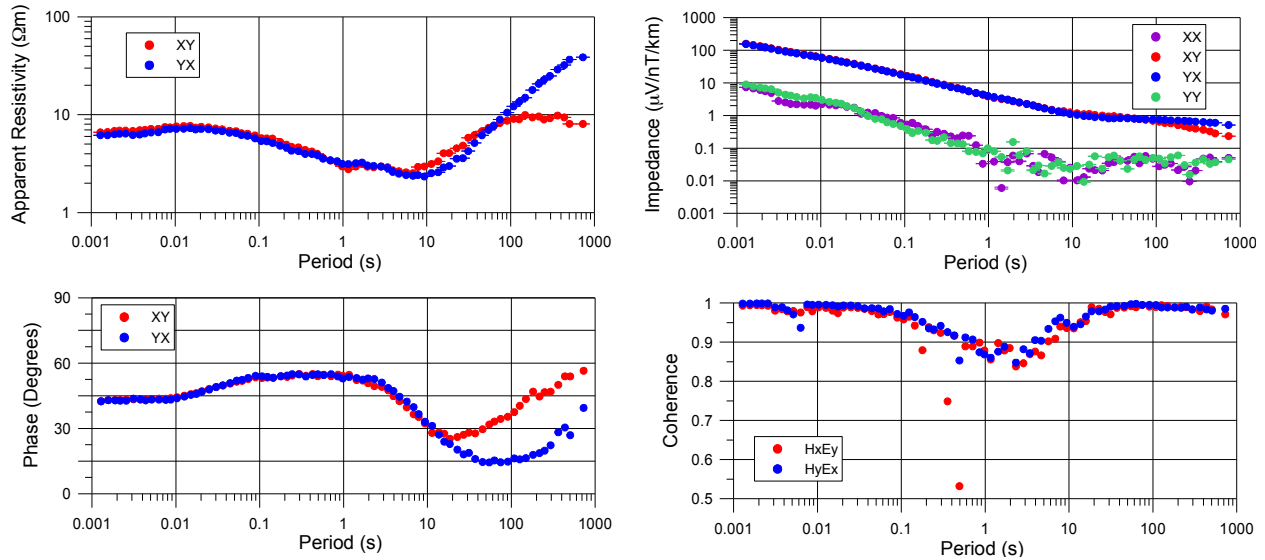 Apparent Resistivity (Ωm)
100
10
1
XY
YX
0.001 0.01 0.1 1 10 100 1000
Period (s)
Impedance (μV/nT/km)
1000
100
10
1
0.1
0.01
0.001
XX
XY
YX
YY
0.001 0.01 0.1 1 10 100 1000
Period (s)
Phase (Degrees)
90
60
30
0
XY
YX
0.001 0.01 0.1 1 10 100 1000
Period (s)
Coherence
1
0.9
0.8
0.7
0.6
0.5
HxEy
HyEx
0.001 0.01 0.1 1 10 100 1000
Period (s)